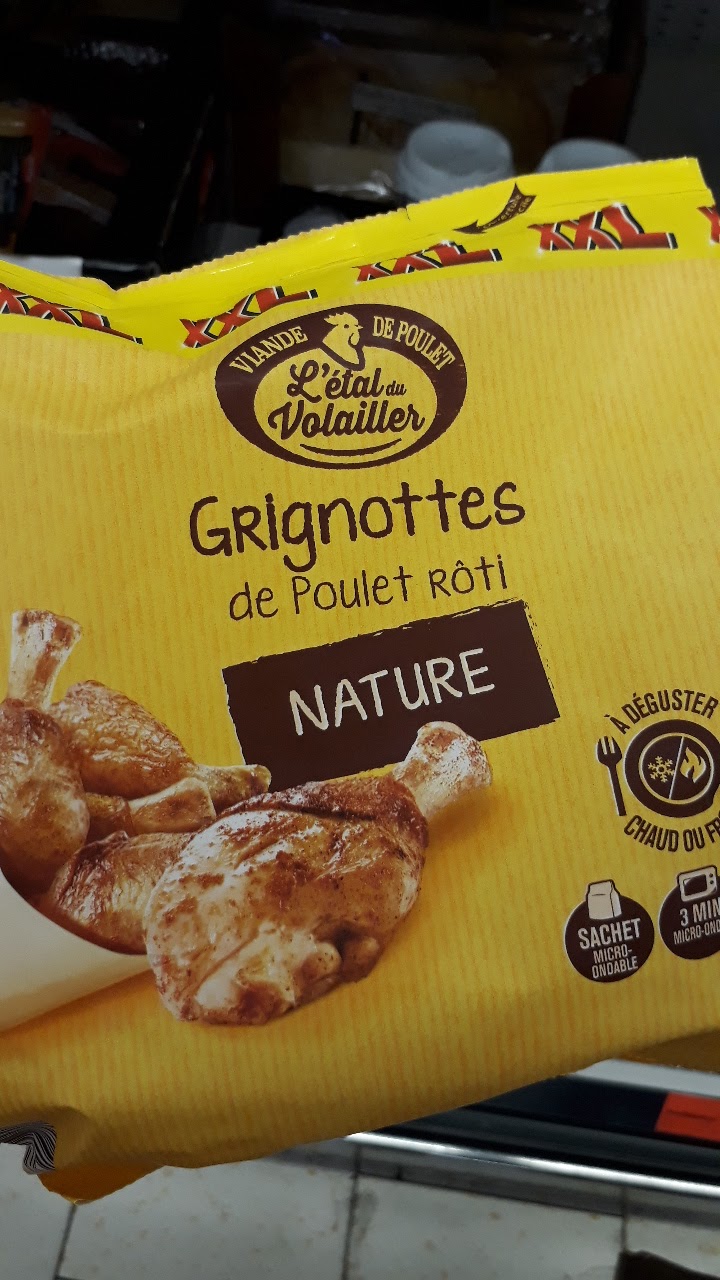 XXL XXL XXL XXL
VIANDE DE POULET
L'étal du
Volailler
Grignottes
de Poulet Rôti
NATURE
À DÉGUSTER
CHAUD OU
SACHET
MICRO-
ONDABLE
3 MIN